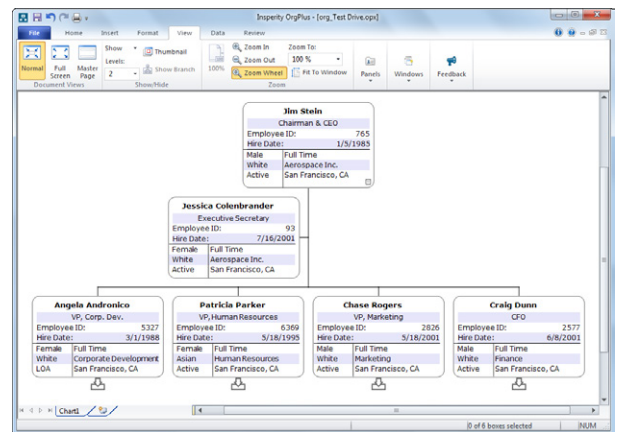 Insperity OrgPlus - [org_Test Drive.opx]
File Home Insert Format View Data Review
Normal
Full Screen
Master Page
Document Views
Show Levels:
2
Thumbnail
Show Branch
Show/Hide
100%
Zoom In
Zoom Out
Zoom Wheel
Zoom To:
100 %
Fit To Window
Zoom
Panels
Windows
Feedback
Jim Stein
Chairman & CEO
Employee ID: 765
Hire Date: 1/5/1985
Male Full Time
White Aerospace Inc.
Active San Francisco, CA
Jessica Colenbrander
Executive Secretary
Employee ID: 93
Hire Date: 7/16/2001
Female Full Time
White Aerospace Inc.
Active San Francisco, CA
Angela Andronico
VP, Corp. Dev.
Employee ID: 5327
Hire Date: 3/1/1988
Female Full Time
White Corporate Development
LOA San Francisco, CA
Patricia Parker
VP, Human Resources
Employee ID: 6369
Hire Date: 5/18/1995
Female Full Time
Asian Human Resources
Active San Francisco, CA
Chase Rogers
VP, Marketing
Employee ID: 2826
Hire Date: 5/18/2001
Male Full Time
White Marketing
Active San Francisco, CA
Craig Dunn
CFO
Employee ID: 2577
Hire Date: 6/8/2001
Male Full Time
White Finance
Active San Francisco, CA
Chart1
0 of 6 boxes selected
NUM